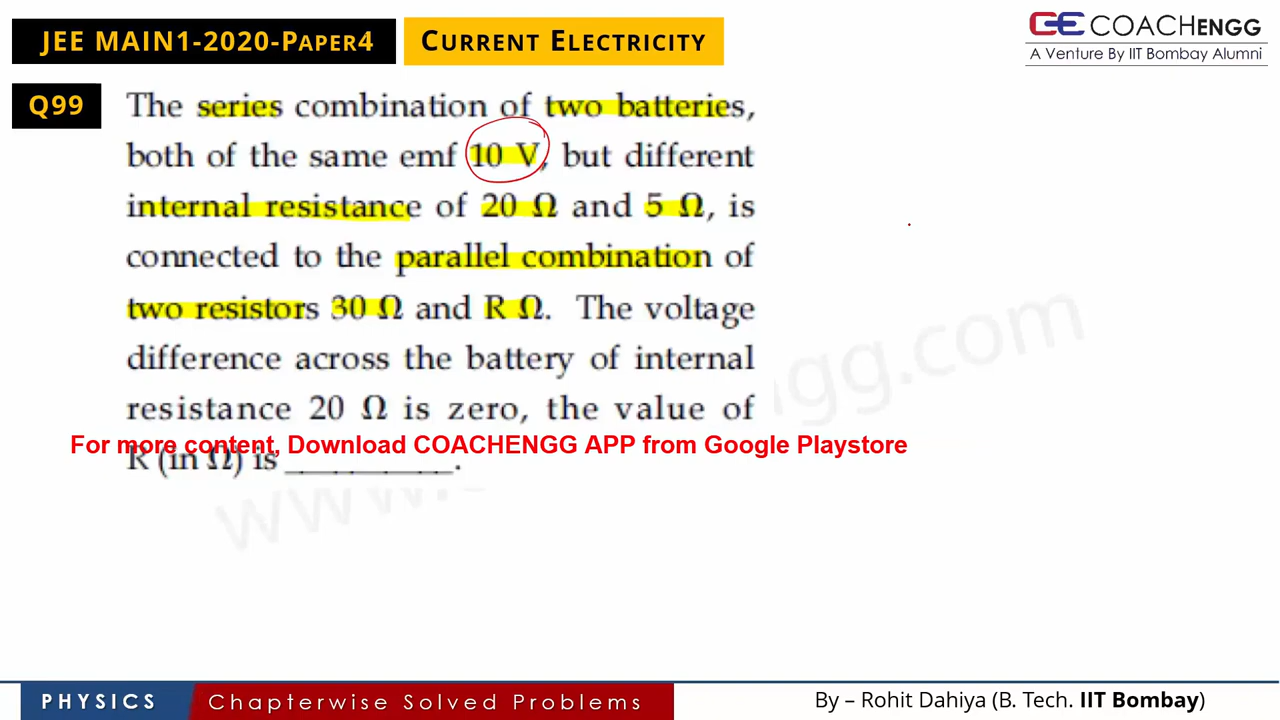 JEE MAIN1-2020-PAPER4
CURRENT ELECTRICITY
CE COACHENGG
A Venture By IIT Bombay Alumni
Q99
The series combination of two batteries,
both of the same emf 10 V, but different
internal resistance of 20 Ω and 5 Ω, is
connected to the parallel combination of
two resistors 30 Ω and R Ω. The voltage
difference across the battery of internal
resistance 20 Ω is zero, the value of
For more content, Download COACHENGG APP from Google Playstore
R (in Ω) is __________.
PHYSICS
Chapterwise Solved Problems
By – Rohit Dahiya (B. Tech. IIT Bombay)